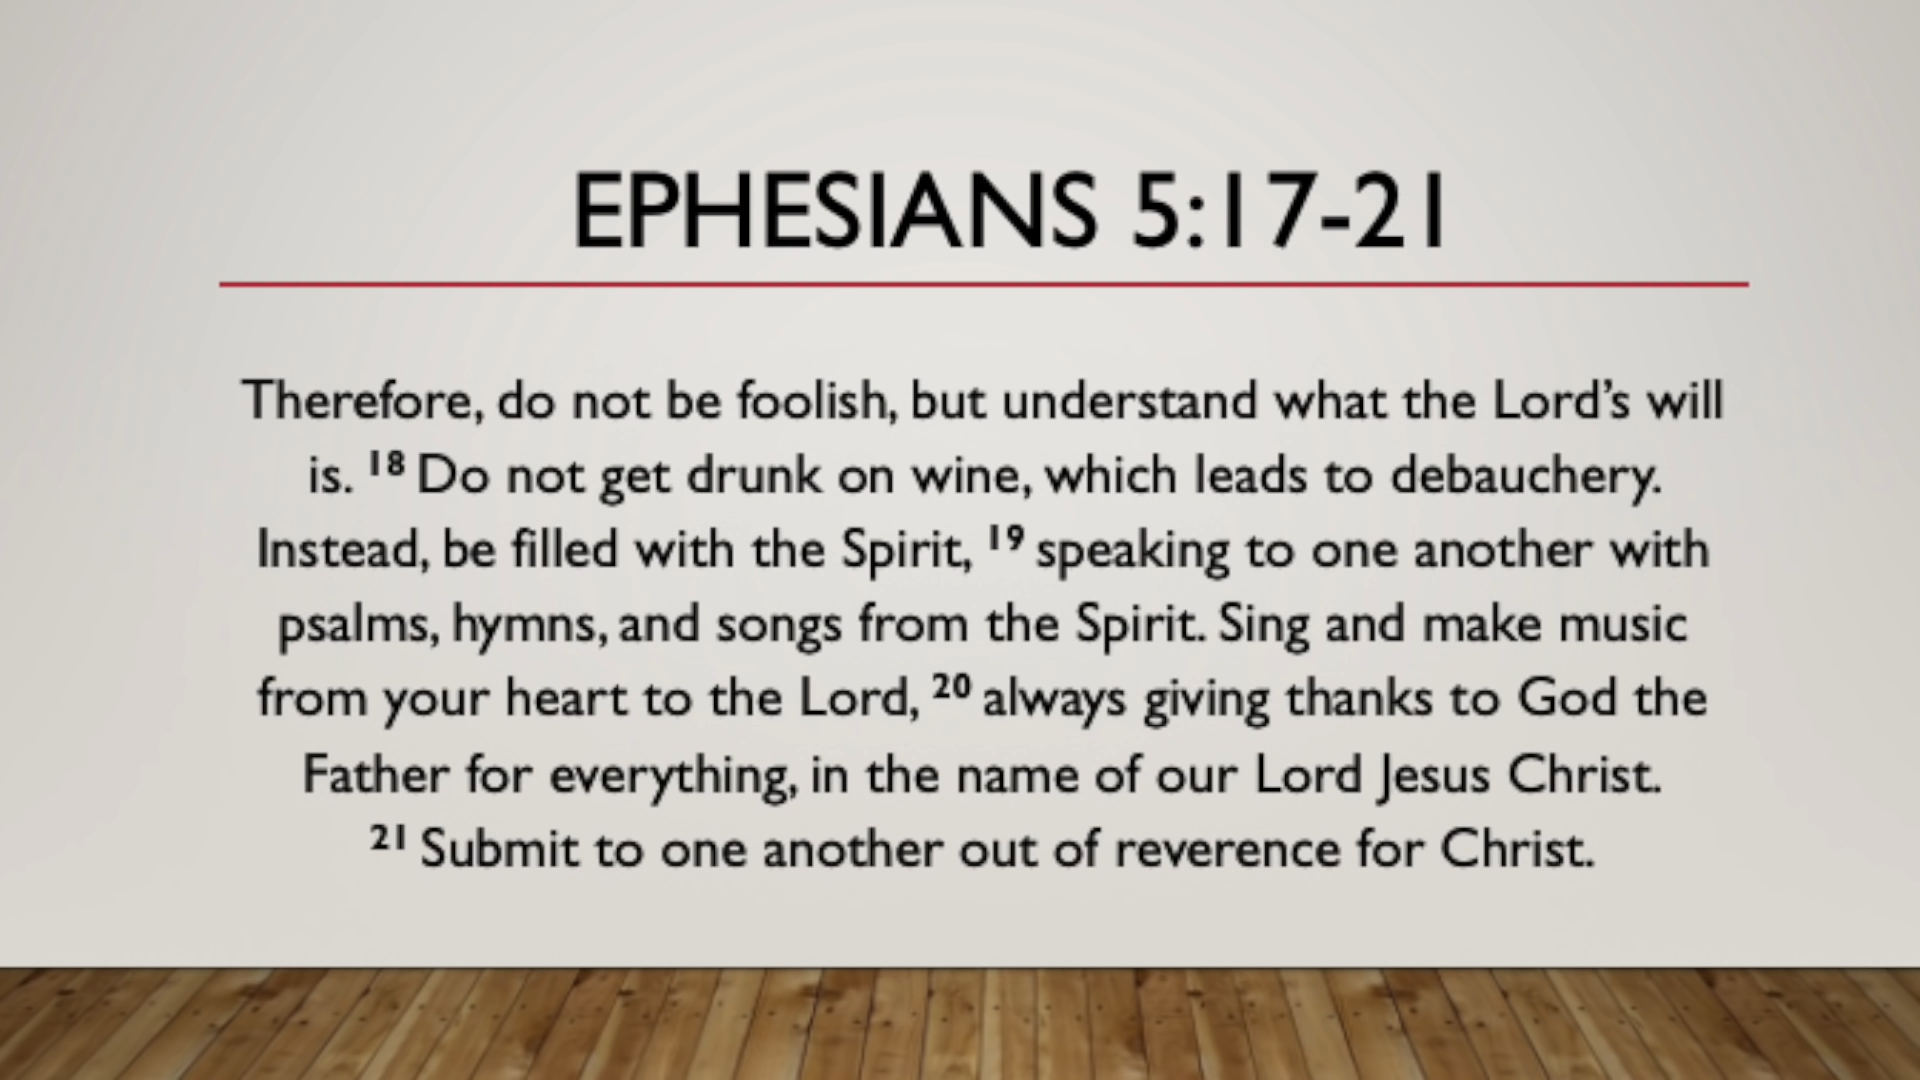 EPHESIANS 5:17-21
Therefore, do not be foolish, but understand what the Lord’s will
is. 18 Do not get drunk on wine, which leads to debauchery.
Instead, be filled with the Spirit, 19 speaking to one another with
psalms, hymns, and songs from the Spirit. Sing and make music
from your heart to the Lord, 20 always giving thanks to God the
Father for everything, in the name of our Lord Jesus Christ.
21 Submit to one another out of reverence for Christ.